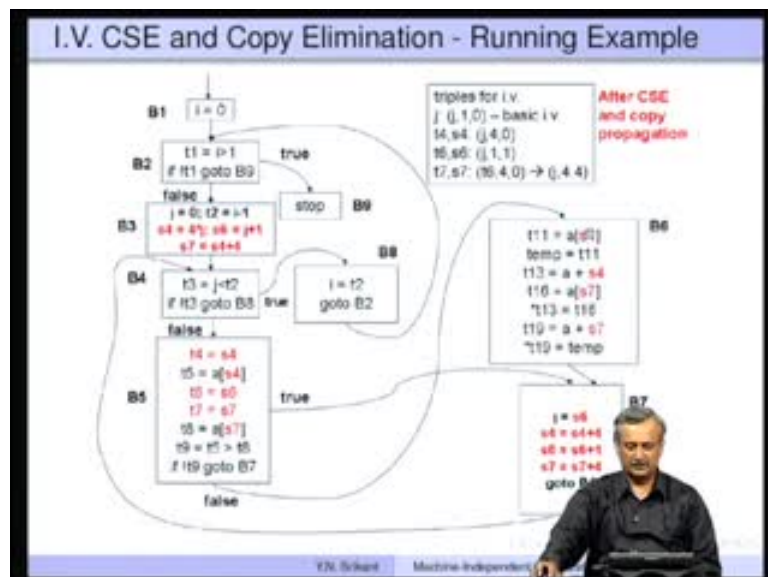 I.V. CSE and Copy Elimination - Running Example
triples for i.v.
j: (j,1,0) – basic i.v
t4,s4: (j,4,0)
t6,s6: (j,1,1)
t7,s7: (t6,4,0) → (j,4,4)
After CSE
and copy
propagation
B1
i = 0
B2
t1 = i>1
if !t1 goto B9
true
false
stop
B9
B3
j = 0; t2 = i-1
s4 = 4*j; s6 = j+1
s7 = s4+4
B4
t3 = j<t2
if !t3 goto B8
true
false
B8
i = t2
goto B2
B6
t11 = a[s4]
temp = t11
t13 = a + s4
t16 = a[s7]
*t13 = t16
t19 = a + s7
*t19 = temp
B5
t4 = s4
t5 = a[s4]
t6 = s6
t7 = s7
t8 = a[s7]
t9 = t5 > t8
if !t9 goto B7
true
false
B7
j = s6
s4 = s4+4
s6 = s6+1
s7 = s7+4
goto
Y.N. Srikant
Machine-Independent